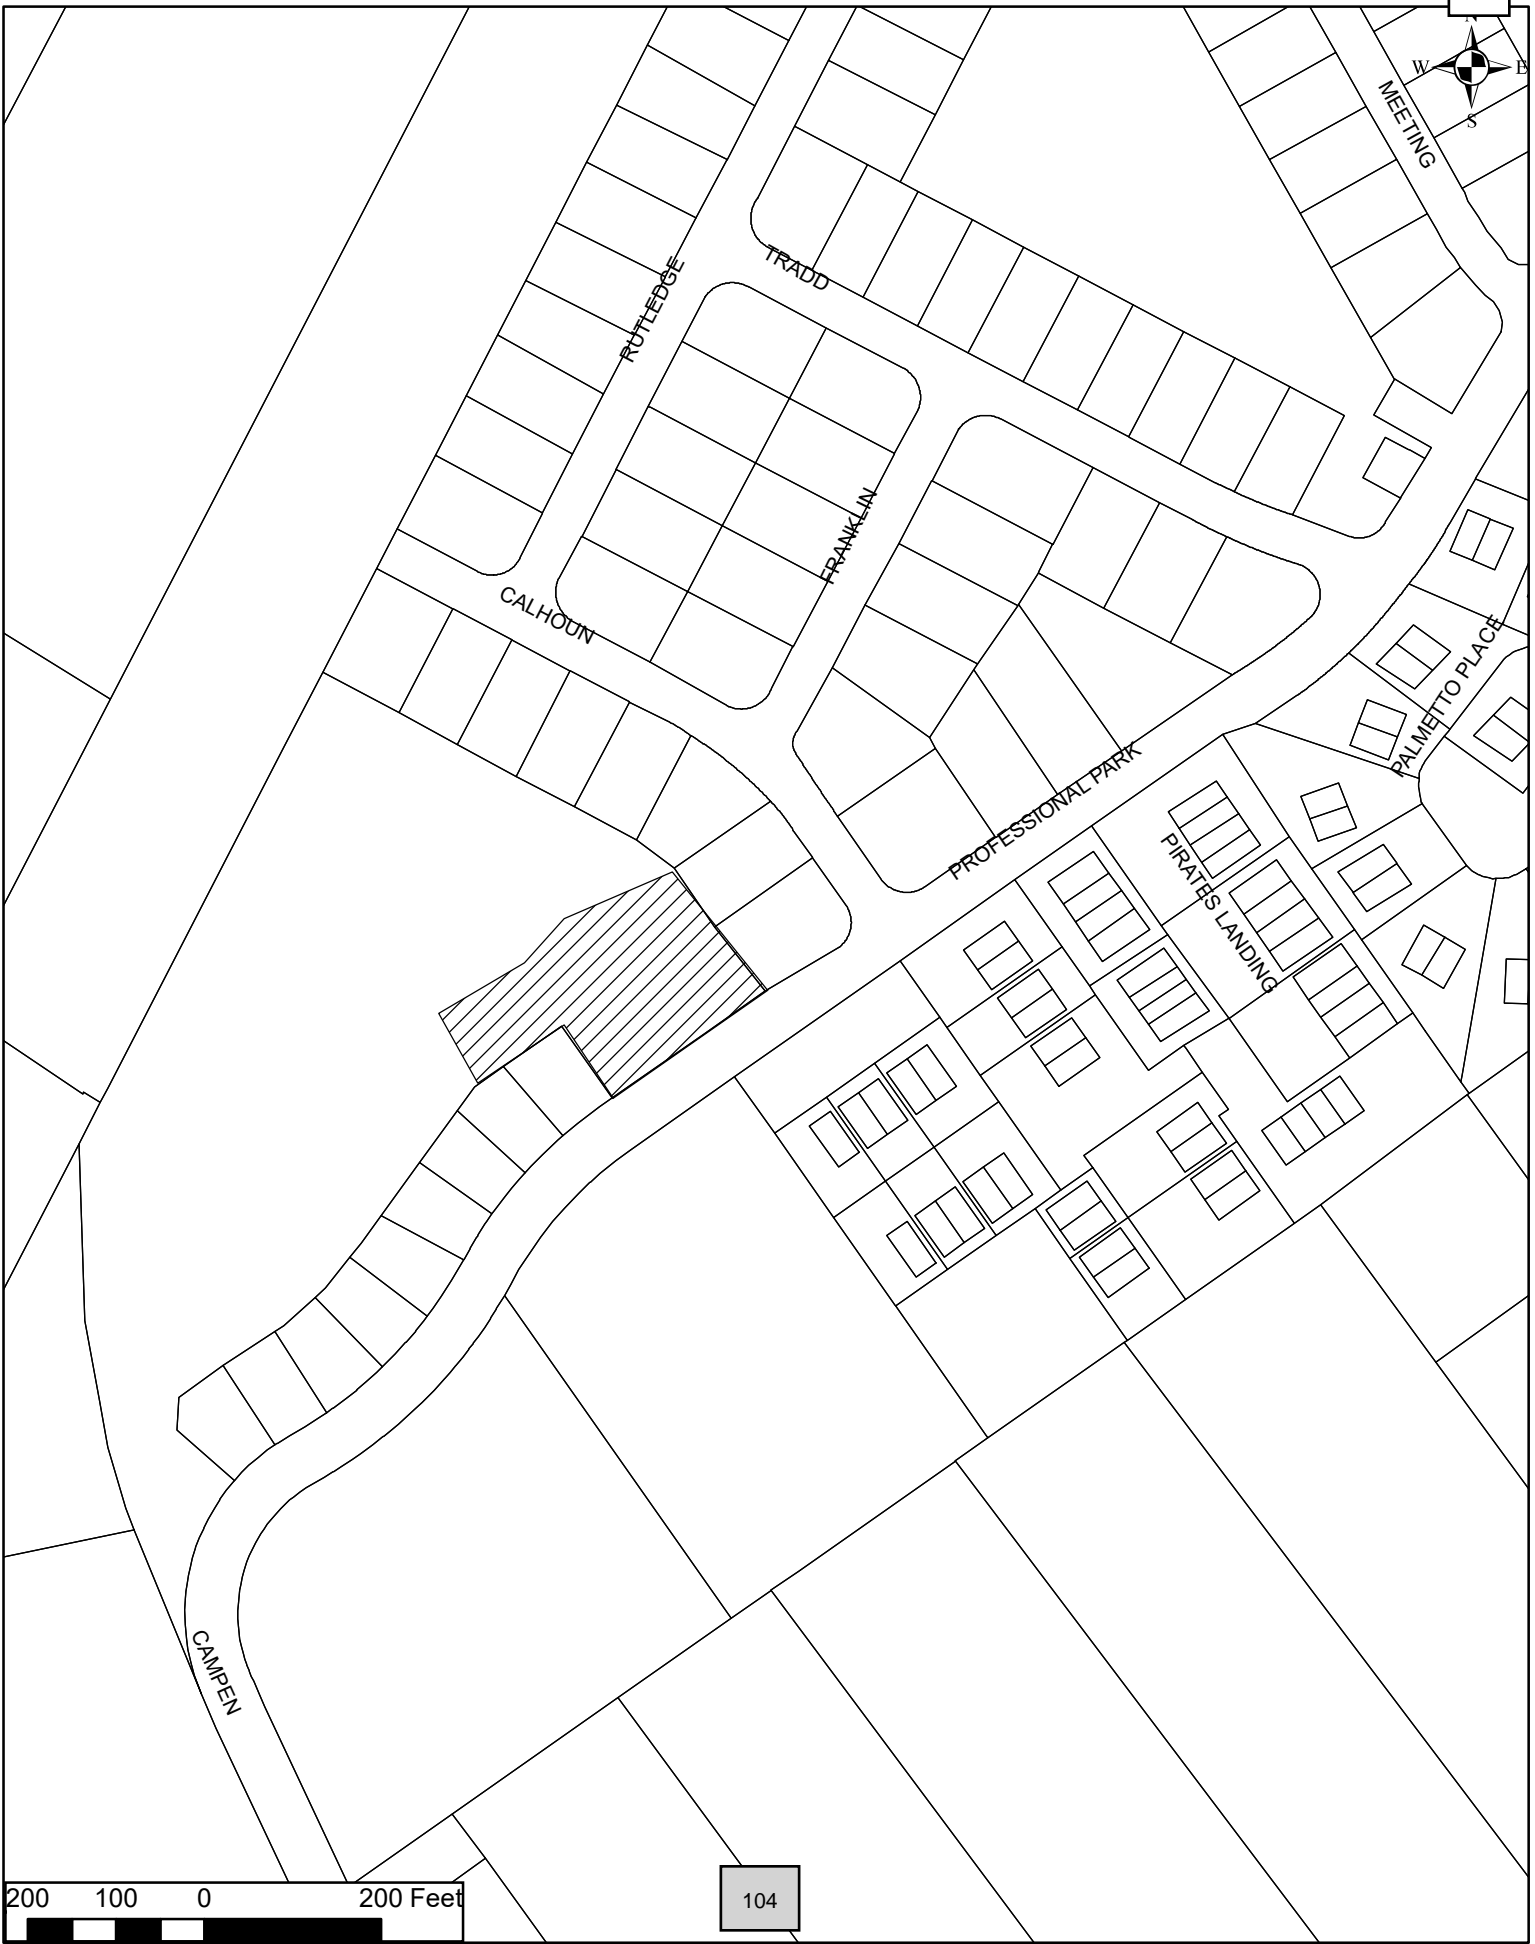 N
W E
S
MEETING
TRADD
RUTLEDGE
FRANKLIN
CALHOUN
PALMETTO PLACE
PROFESSIONAL PARK
PIRATES LANDING
CAMPEN
200 100 0 200 Feet
104